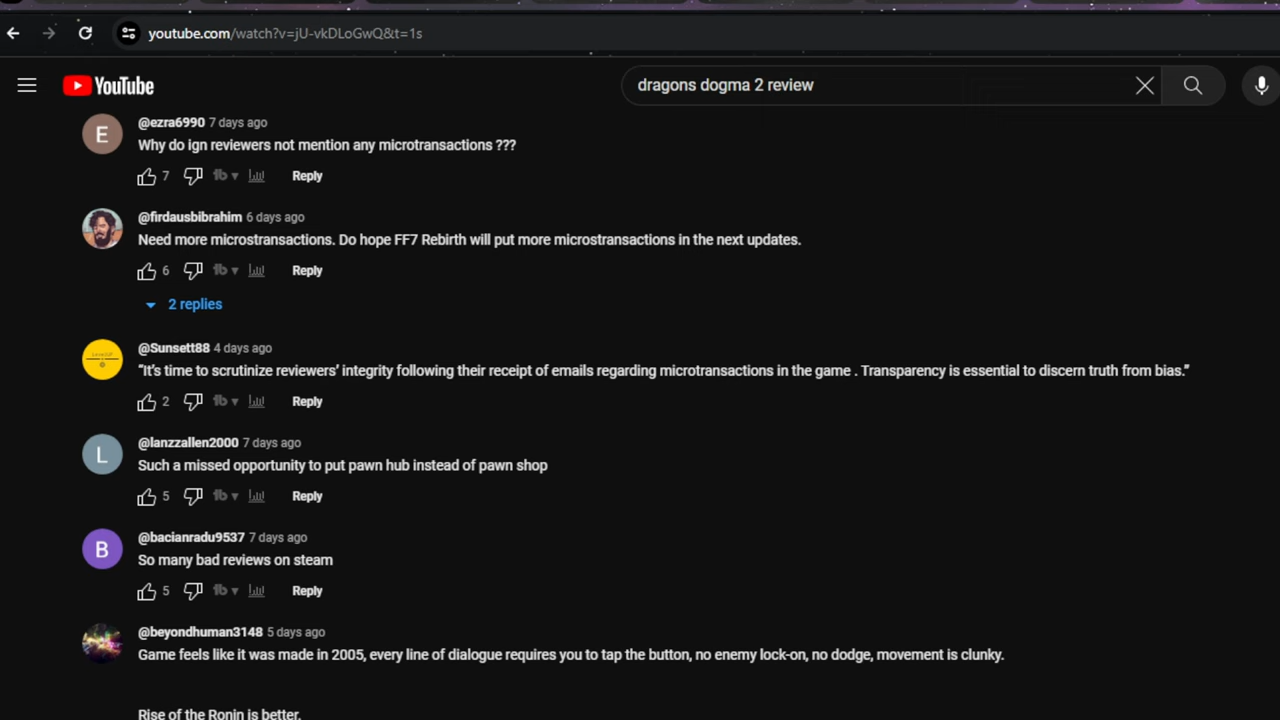 youtube.com/watch?v=jU-vkDLoGwQ&t=1s
YouTube
dragons dogma 2 review
E
@ezra6990 7 days ago
Why do ign reviewers not mention any microtransactions ???
7 Reply
@firdausbibrahim 6 days ago
Need more microstransactions. Do hope FF7 Rebirth will put more microstransactions in the next updates.
6 Reply
2 replies
@Sunsett88 4 days ago
“It's time to scrutinize reviewers’ integrity following their receipt of emails regarding microtransactions in the game . Transparency is essential to discern truth from bias.”
2 Reply
L
@lanzzallen2000 7 days ago
Such a missed opportunity to put pawn hub instead of pawn shop
5 Reply
B
@bacianradu9537 7 days ago
So many bad reviews on steam
5 Reply
@beyondhuman3148 5 days ago
Game feels like it was made in 2005, every line of dialogue requires you to tap the button, no enemy lock-on, no dodge, movement is clunky.
Rise of the Ronin is better.